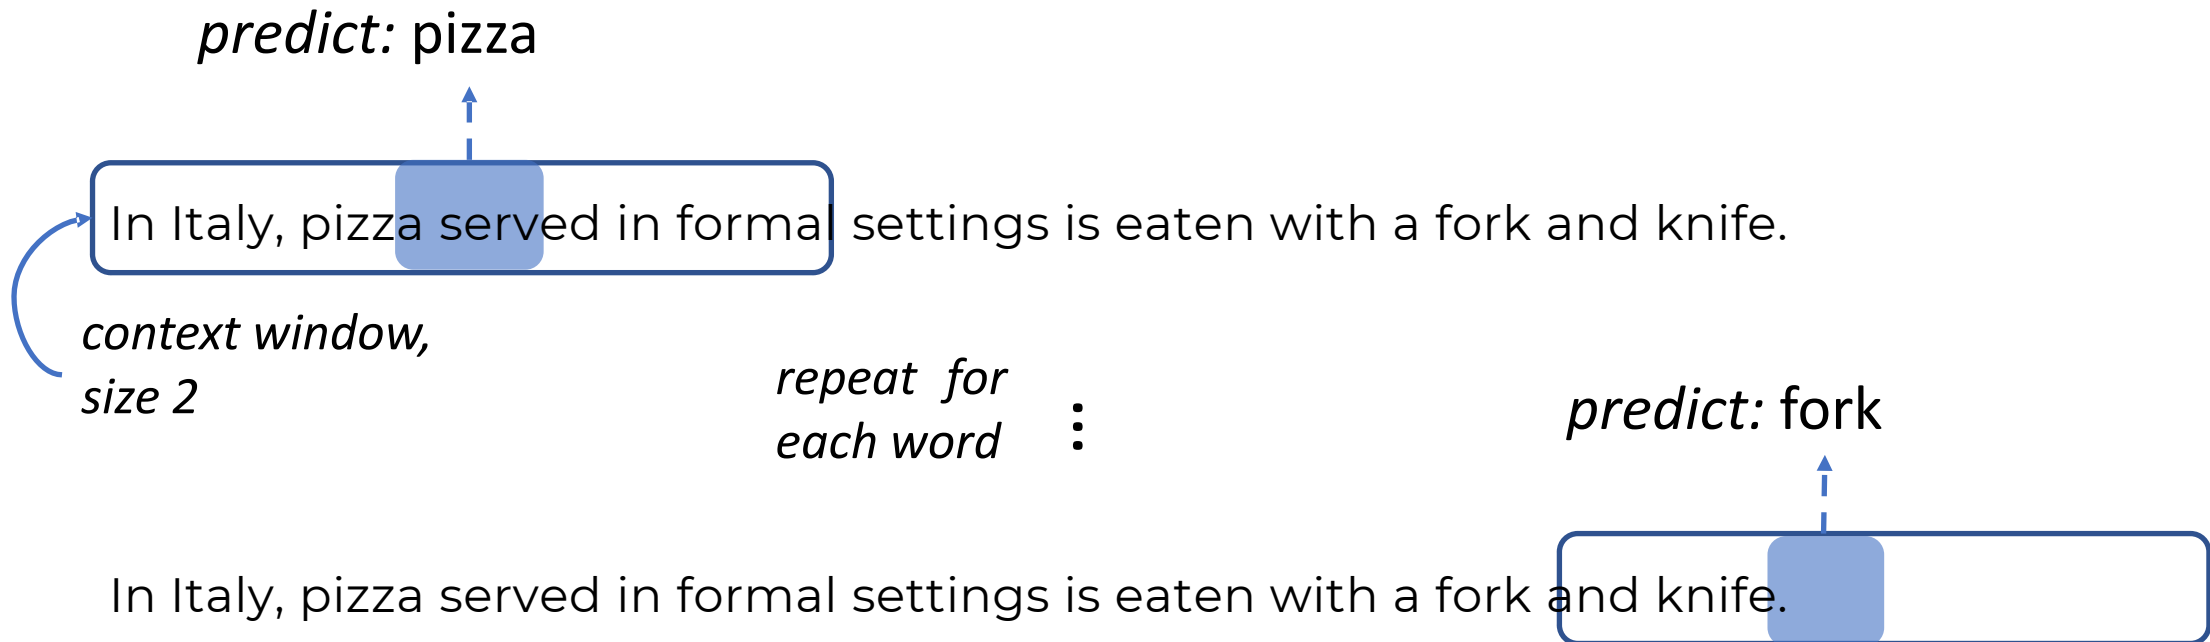 predict: pizza
In Italy, pizza served in formal settings is eaten with a fork and knife.
context window,
size 2
repeat for
each word
⋮
predict: fork
In Italy, pizza served in formal settings is eaten with a fork and knife.